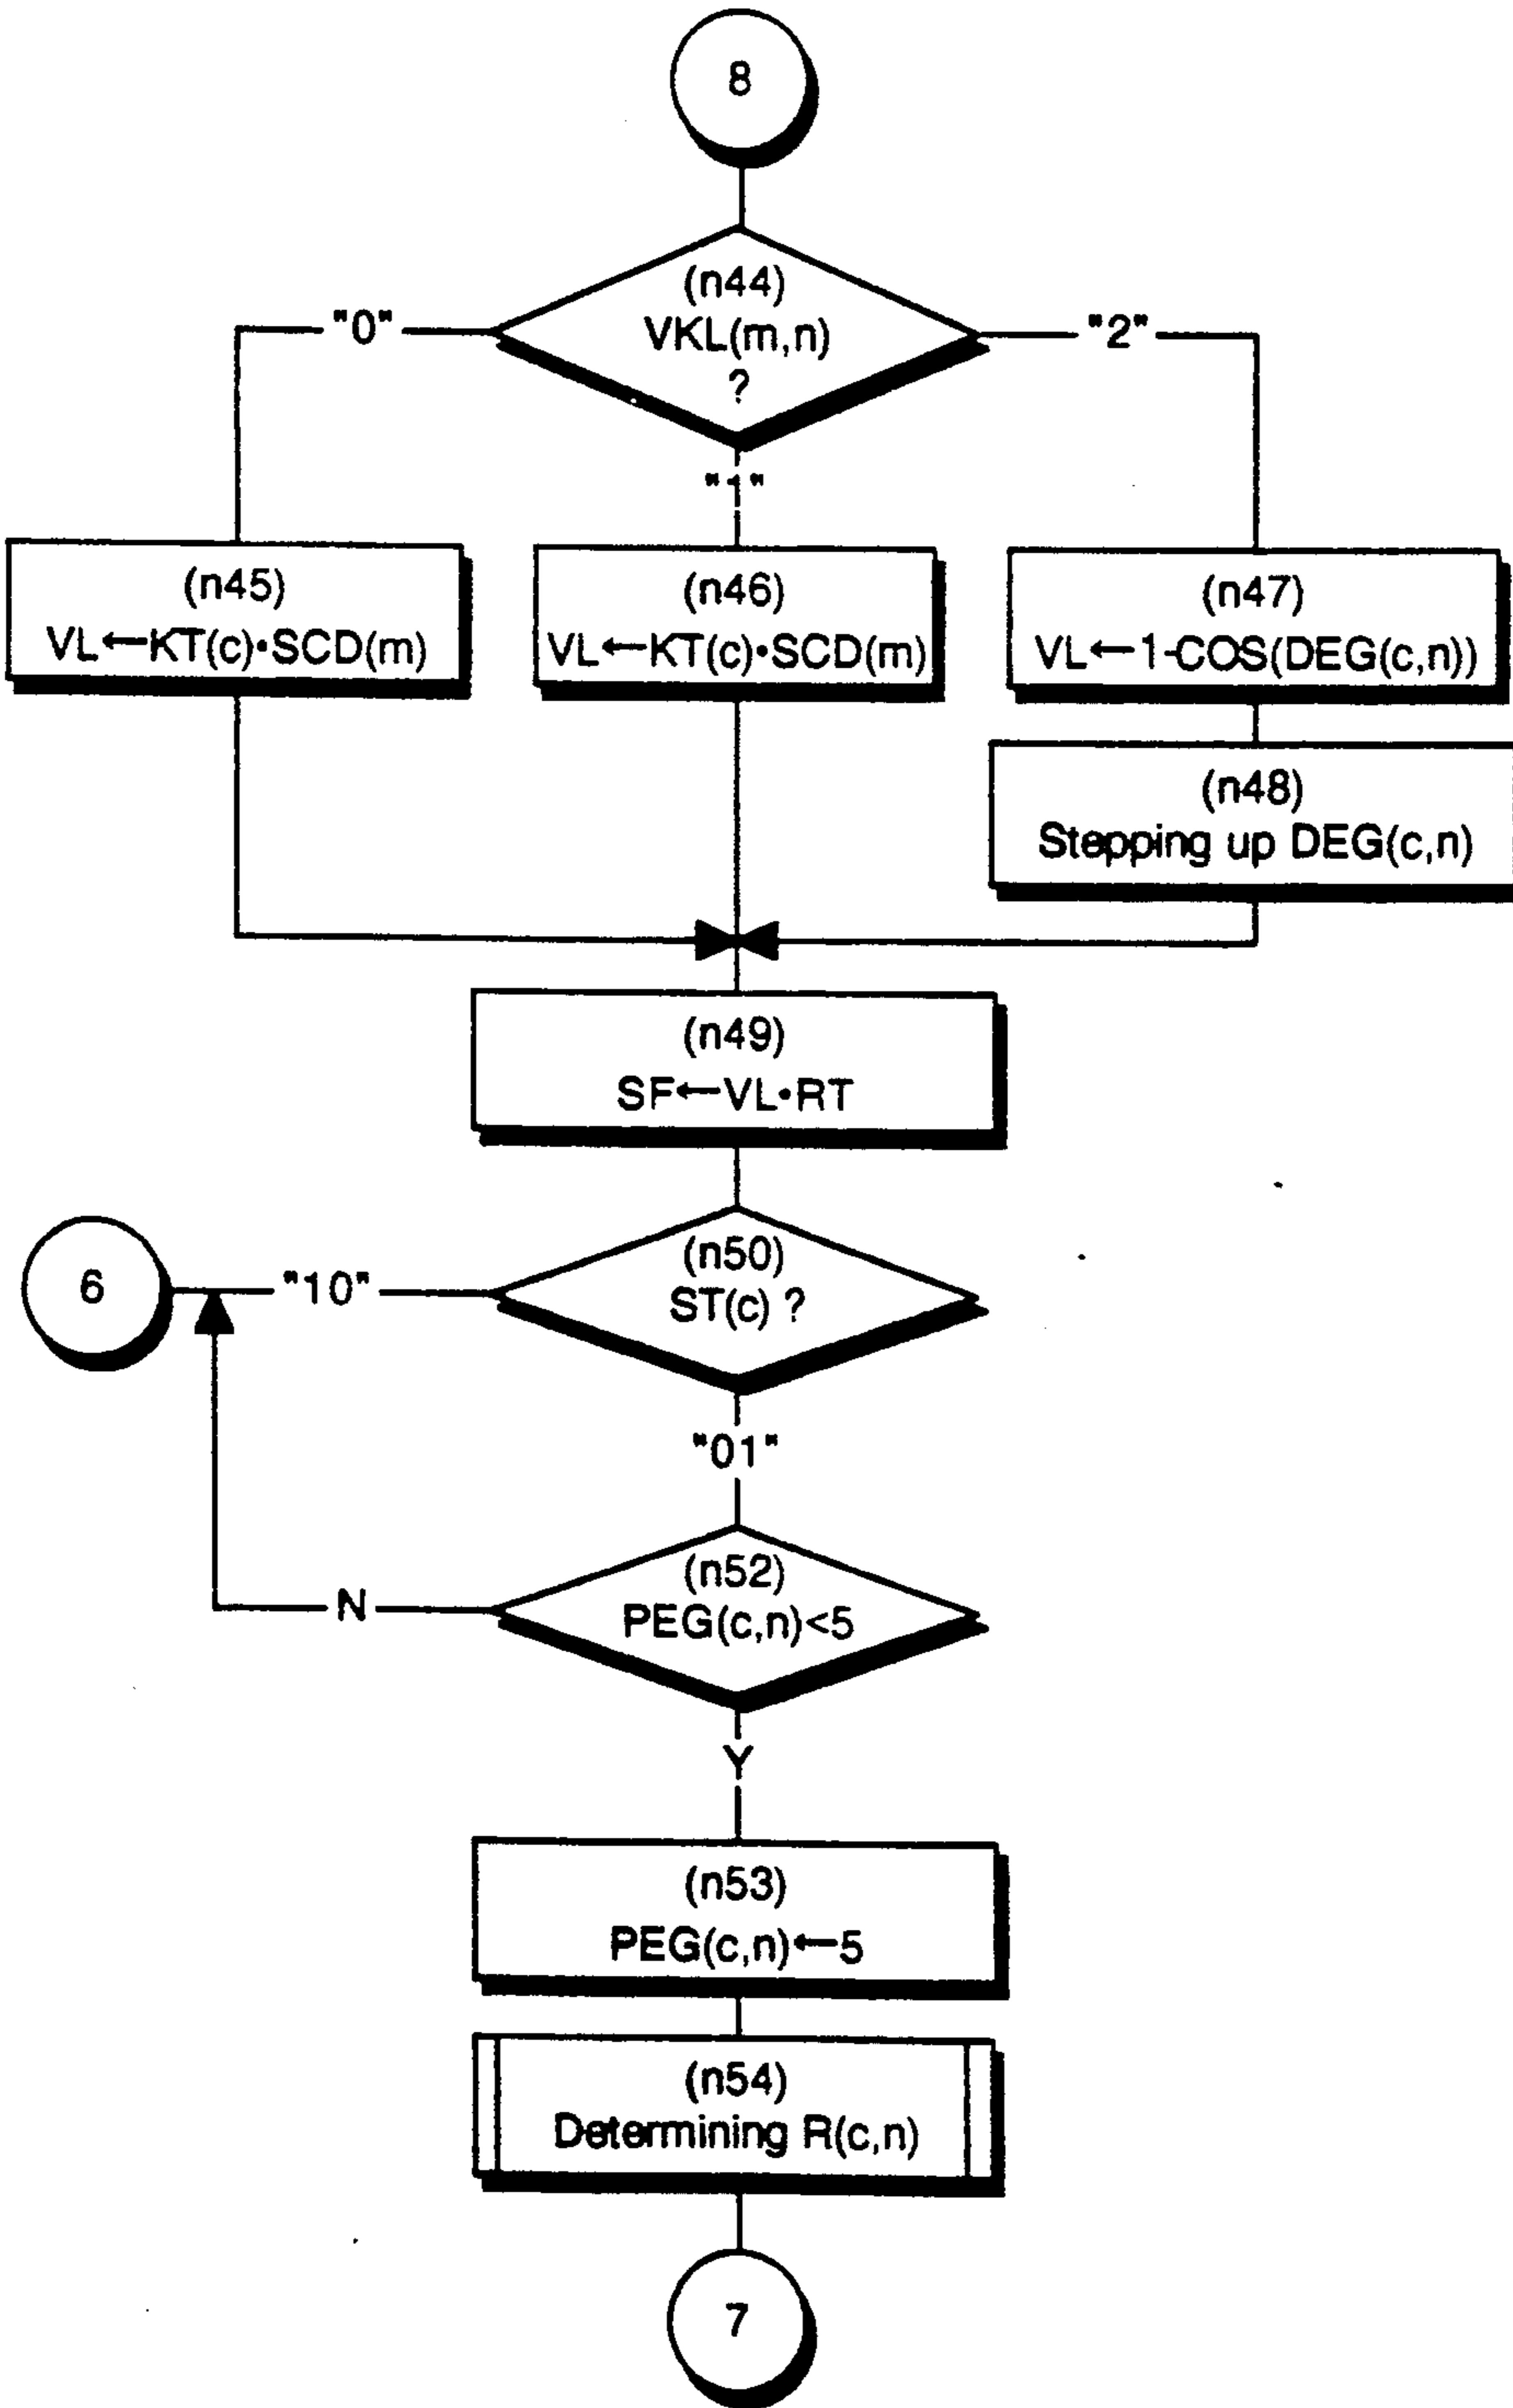 8
(n44)
VKL(m,n)
?
"0"
"2"
"1"
(n45)
VL←KT(c)•SCD(m)
(n46)
VL←KT(c)•SCD(m)
(n47)
VL←1-COS(DEG(c,n))
(n48)
Stepping up DEG(c,n)
(n49)
SF←VL•RT
6
"10"
(n50)
ST(c) ?
"01"
N
(n52)
PEG(c,n)<5
Y
(n53)
PEG(c,n)←5
(n54)
Determining R(c,n)
7